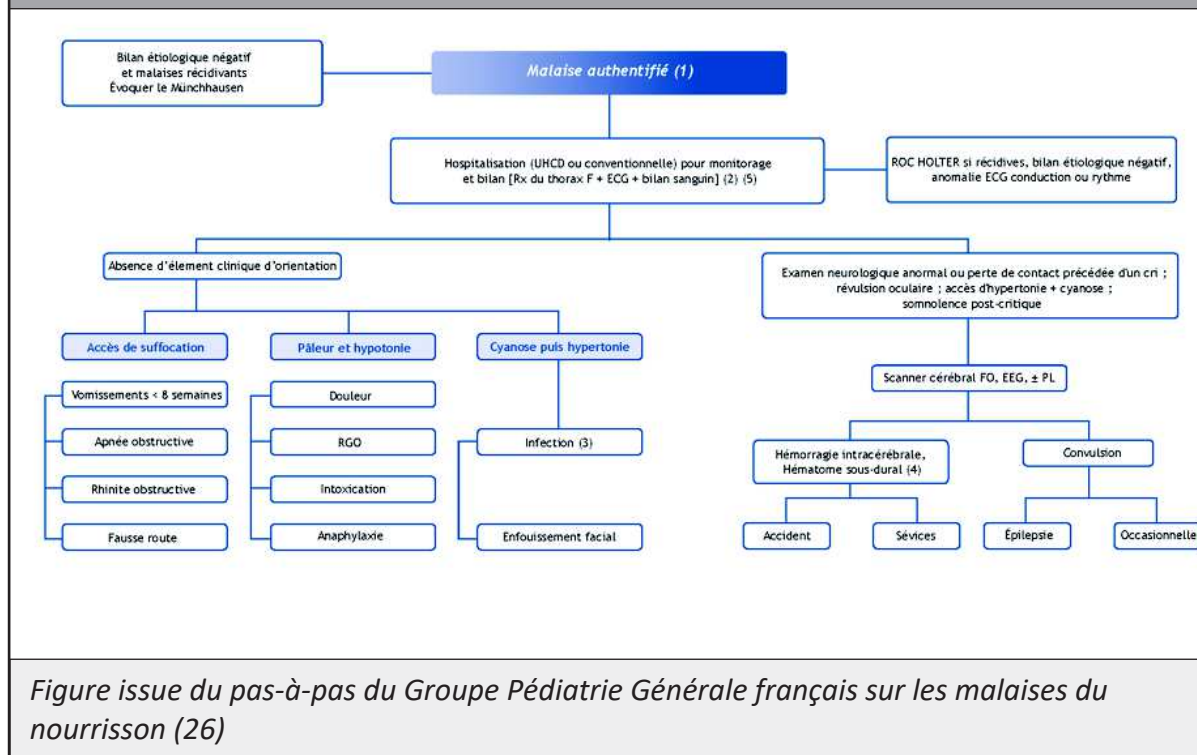 Bilan étiologique négatif
et malaises récidivants
Évoquer le Münchhausen
Malaise authentifié (1)
Hospitalisation (UHCD ou conventionnelle) pour monitorage
et bilan [Rx du thorax F + ECG + bilan sanguin] (2) (5)
ROC HOLTER si récidives, bilan étiologique négatif,
anomalie ECG conduction ou rythme
Absence d'élement clinique d'orientation
Examen neurologique anormal ou perte de contact précédée d'un cri ;
révulsion oculaire ; accès d'hypertonie + cyanose ;
somnolence post-critique
Accès de suffocation
Pâleur et hypotonie
Cyanose puis hypertonie
Vomissements < 8 semaines
Apnée obstructive
Rhinite obstructive
Fausse route
Douleur
RGO
Intoxication
Anaphylaxie
Infection (3)
Enfouissement facial
Scanner cérébral FO, EEG, ± PL
Hémorragie intracérébrale,
Hématome sous-dural (4)
Convulsion
Accident
Sévices
Épilepsie
Occasionnelle
Figure issue du pas-à-pas du Groupe Pédiatrie Générale français sur les malaises du
nourrisson (26)